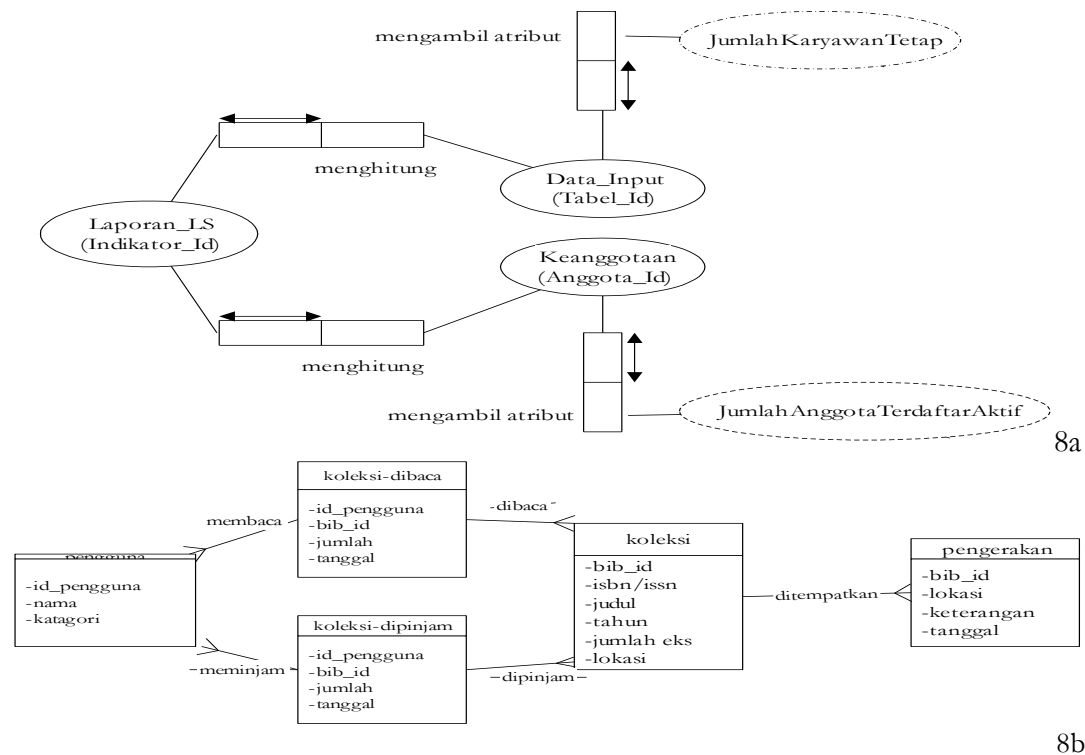 mengambil atribut
JumlahKaryawanTetap
menghitung
Data_Input
(Tabel_Id)
Laporan_LS
(Indikator_Id)
Keanggotaan
(Anggota_Id)
menghitung
mengambil atribut
JumlahAnggotaTerdaftarAktif
8a
koleksi-dibaca
-id_pengguna
-bib_id
-jumlah
-tanggal
membaca
-dibaca-
pengguna
-id_pengguna
-nama
-katagori
koleksi
-bib_id
-isbn/issn
-judul
-tahun
-jumlah eks
-lokasi
ditempatkan
pengerakan
-bib_id
-lokasi
-keterangan
-tanggal
koleksi-dipinjam
-id_pengguna
-bib_id
-jumlah
-tanggal
-meminjam
-dipinjam-
8b